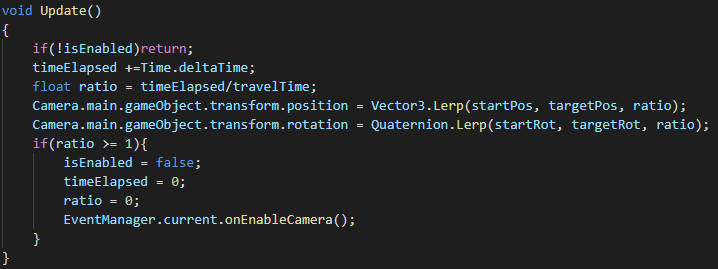 void Update()
{
    if(!isEnabled)return;
    timeElapsed +=Time.deltaTime;
    float ratio = timeElapsed/travelTime;
    Camera.main.gameObject.transform.position = Vector3.Lerp(startPos, targetPos, ratio);
    Camera.main.gameObject.transform.rotation = Quaternion.Lerp(startRot, targetRot, ratio);
    if(ratio >= 1){
        isEnabled = false;
        timeElapsed = 0;
        ratio = 0;
        EventManager.current.onEnableCamera();
    }
}